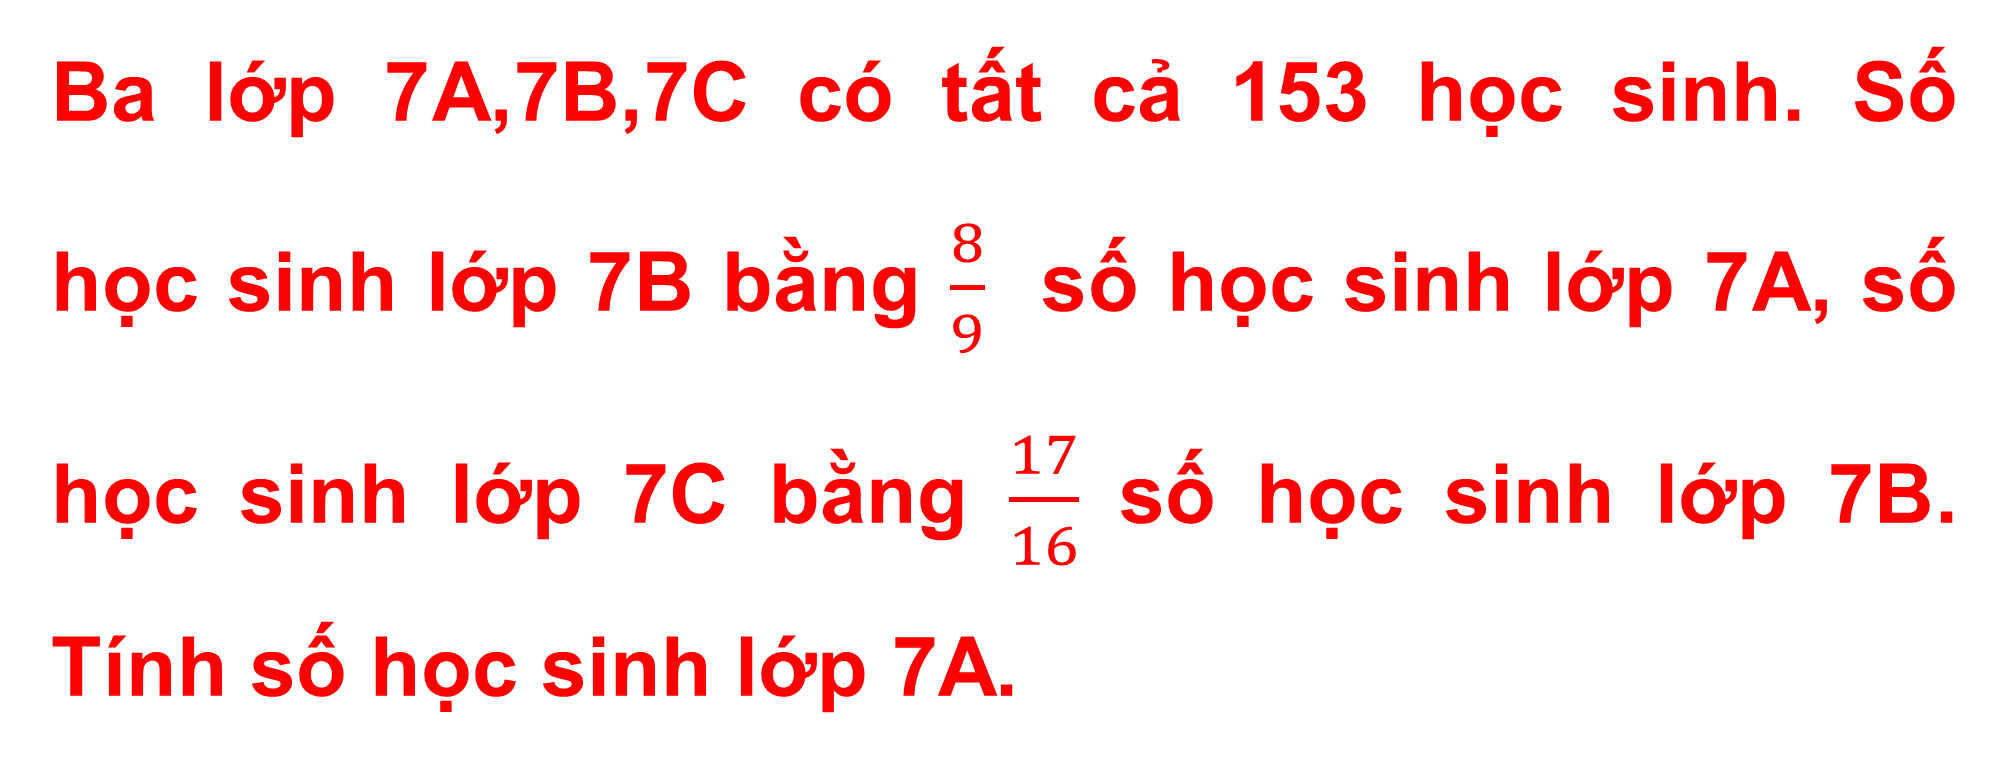 Ba lớp 7A,7B,7C có tất cả 153 học sinh. Số
học sinh lớp 7B bằng 8/9 số học sinh lớp 7A, số
học sinh lớp 7C bằng 17/16 số học sinh lớp 7B.
Tính số học sinh lớp 7A.